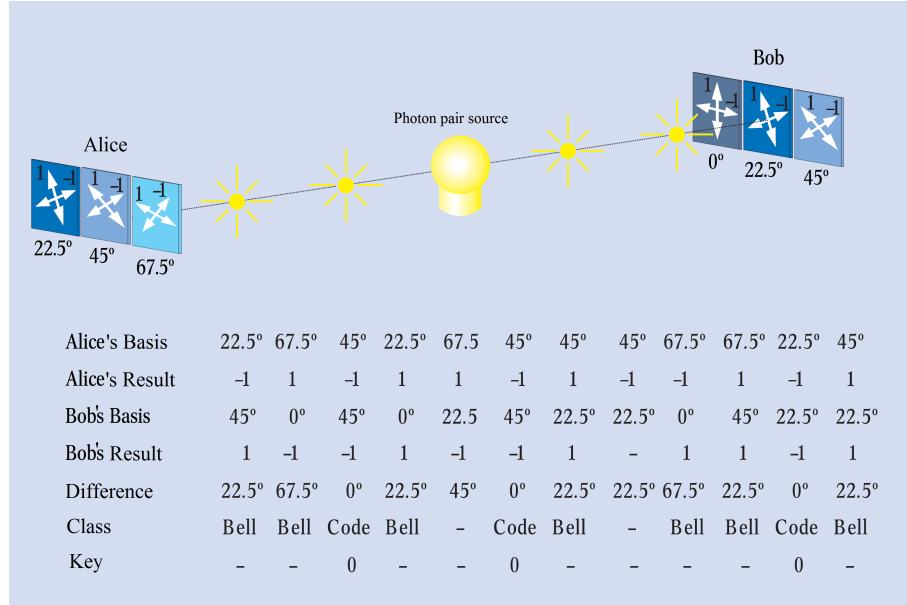 Bob
1 -1 1 -1 1 -1
Photon pair source
0º 22.5º 45º
Alice
1 -1 1 -1 1 -1
22.5º 45º 67.5º
Alice's Basis 22.5º 67.5º 45º 22.5º 67.5 45º 45º 45º 67.5º 67.5º 22.5º 45º
Alice's Result –1 1 –1 1 1 –1 1 –1 –1 1 –1 1
Bob's Basis 45º 0º 45º 0º 22.5 45º 22.5º 22.5º 0º 45º 22.5º 22.5º
Bob's Result 1 –1 –1 1 –1 –1 1 – 1 1 –1 1
Difference 22.5º 67.5º 0º 22.5º 45º 0º 22.5º 22.5º 67.5º 22.5º 0º 22.5º
Class Bell Bell Code Bell – Code Bell – Bell Bell Code Bell
Key – – 0 – – 0 – – – – 0 –